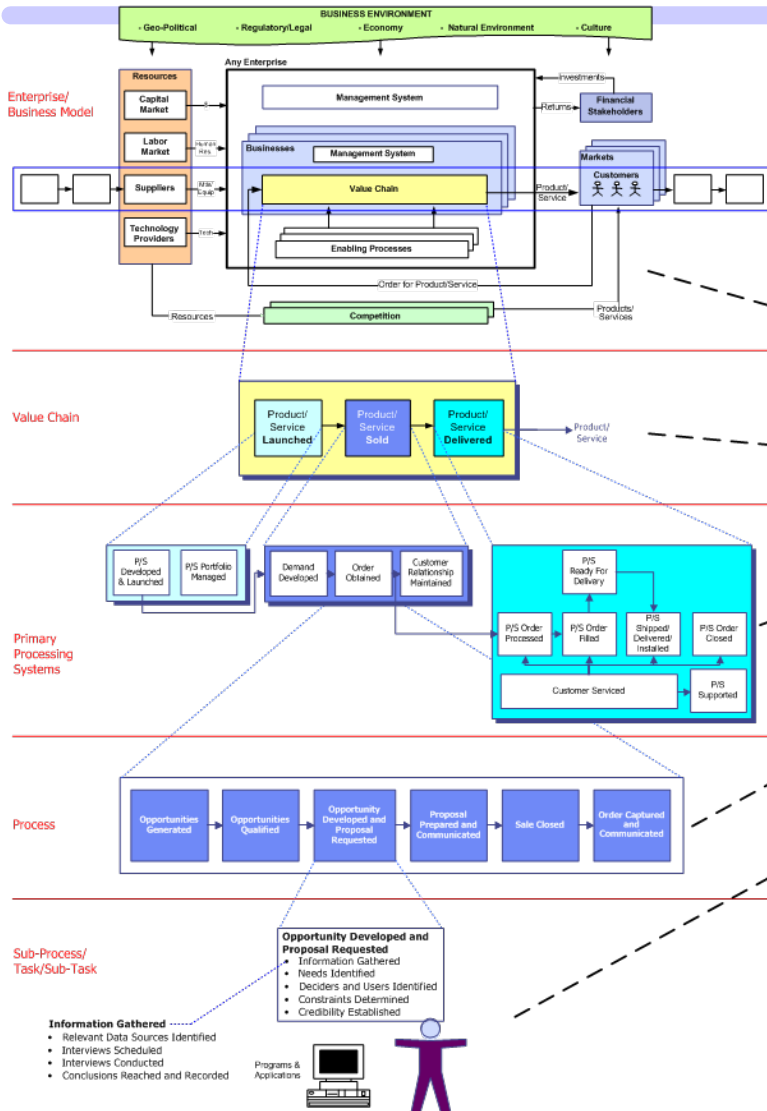 BUSINESS ENVIRONMENT
- Geo-Political - Regulatory/Legal - Economy - Natural Environment - Culture
Any Enterprise
Resources
Enterprise/
Business Model
Capital
Market
$
Management System
Investments
Returns
Financial
Stakeholders
Labor
Market
Human
Res.
Businesses
Management System
Markets
Customers
Suppliers
Mtls/
Equip
Value Chain
Product/
Service
Technology
Providers
Tech
Enabling Processes
Order for Product/Service
Resources
Competition
Products/
Services
Value Chain
Product/
Service
Launched
Product/
Service
Sold
Product/
Service
Delivered
Product/
Service
Primary
Processing
Systems
P/S
Developed
& Launched
P/S Portfolio
Managed
Demand
Developed
Order
Obtained
Customer
Relationship
Maintained
P/S
Ready For
Delivery
P/S Order
Processed
P/S Order
Filled
P/S
Shipped/
Delivered/
Installed
P/S Order
Closed
Customer Serviced
P/S
Supported
Process
Opportunities
Generated
Opportunities
Qualified
Opportunity
Developed and
Proposal
Requested
Proposal
Prepared and
Communicated
Sale Closed
Order Captured
and
Communicated
Sub-Process/
Task/Sub-Task
Opportunity Developed and
Proposal Requested
• Information Gathered
• Needs Identified
• Deciders and Users Identified
• Constraints Determined
• Credibility Established
Information Gathered
• Relevant Data Sources Identified
• Interviews Scheduled
• Interviews Conducted
• Conclusions Reached and Recorded
Programs &
Applications